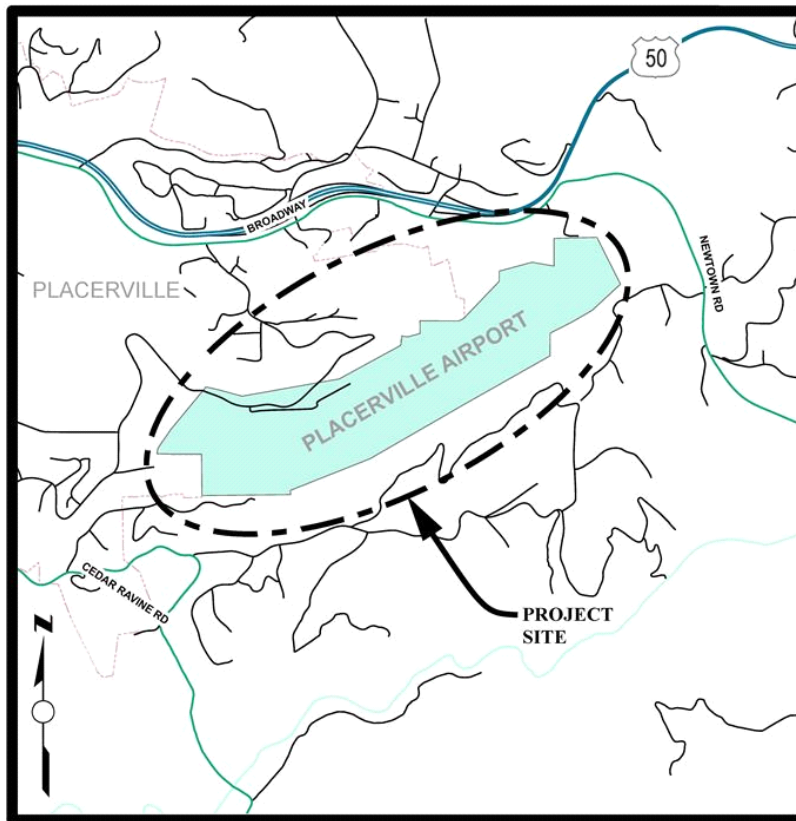 50
BROADWAY
NEWTOWN RD
PLACERVILLE
PLACERVILLE AIRPORT
CEDAR RAVINE RD
PROJECT
SITE
N